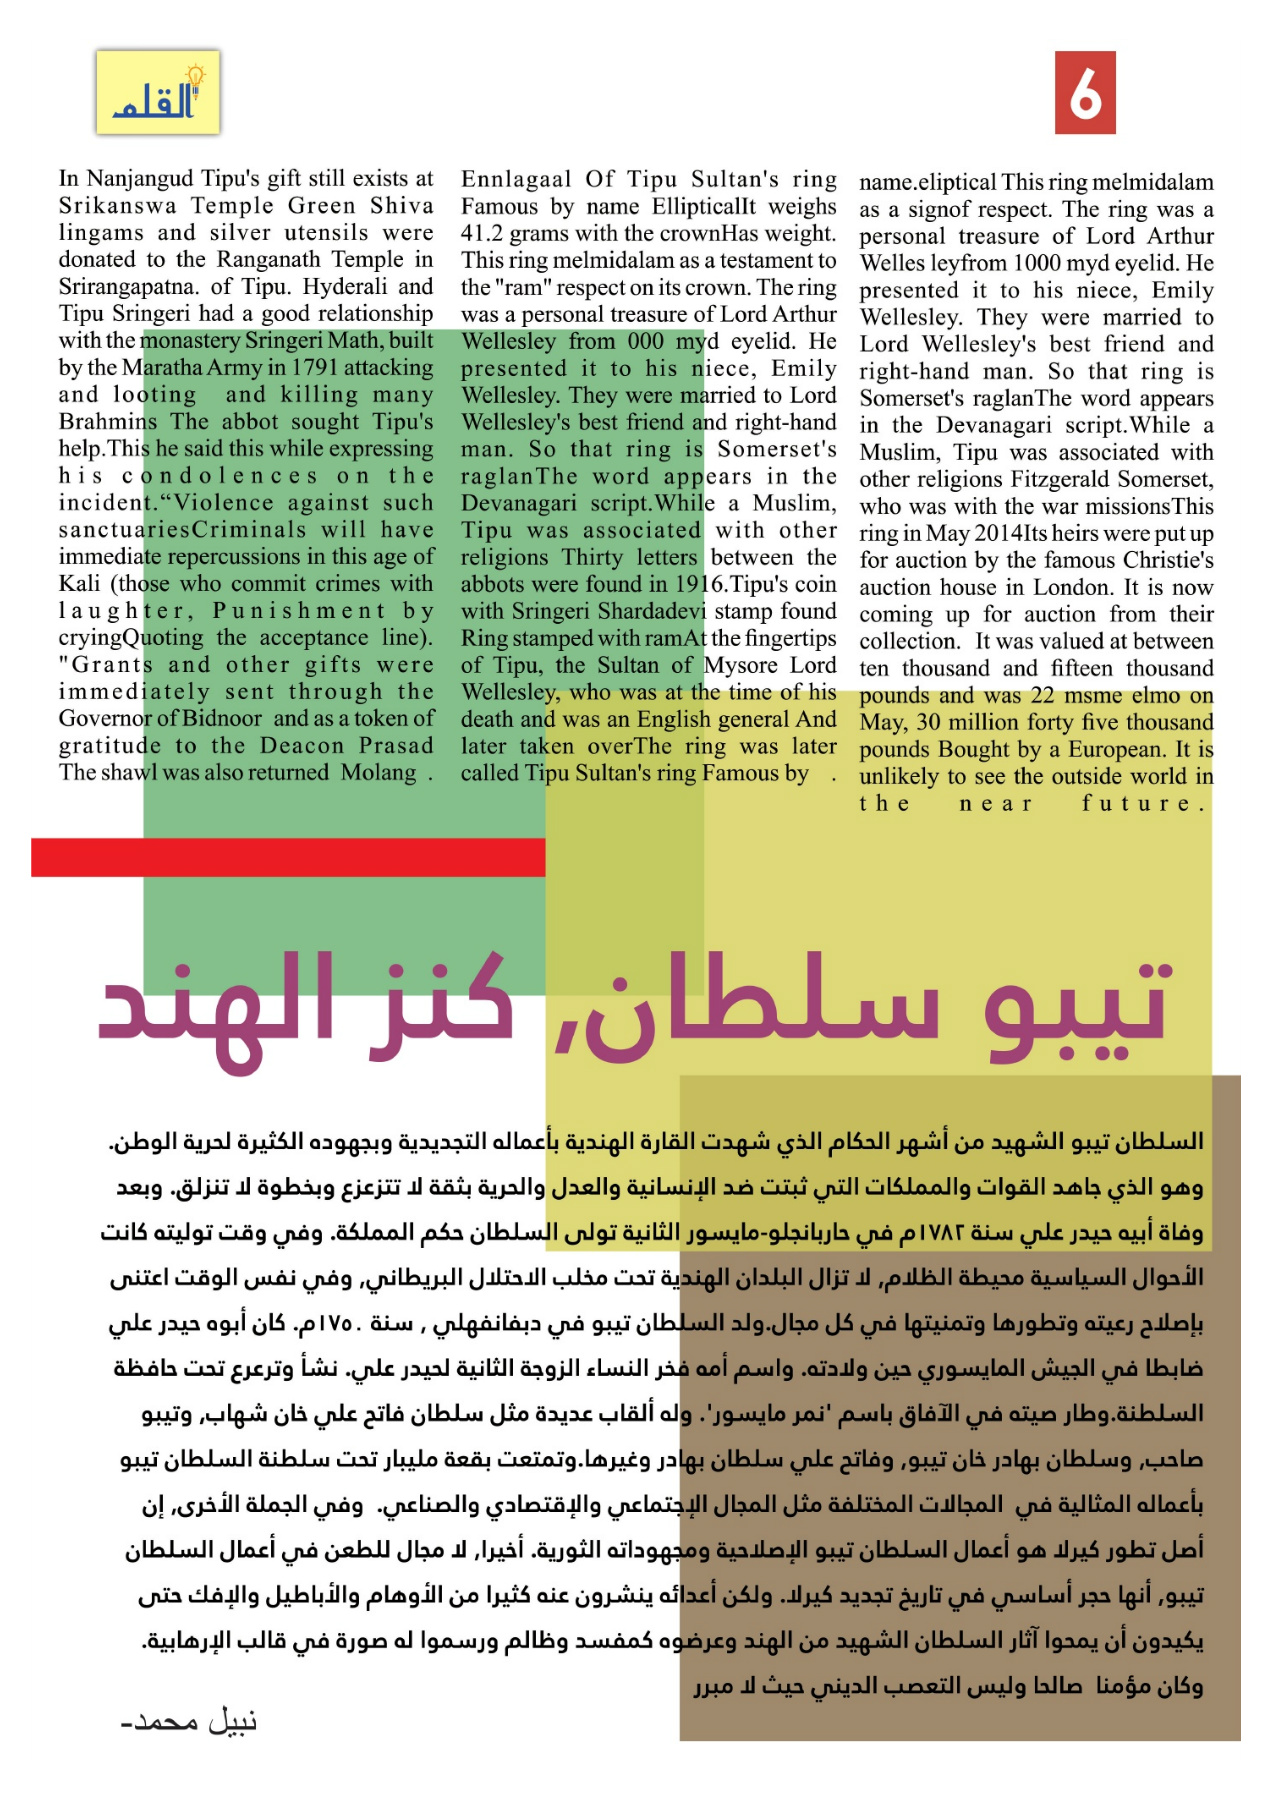 القلم
6
In Nanjangud Tipu's gift still exists at
Srikanswa Temple Green Shiva
lingams and silver utensils were
donated to the Ranganath Temple in
Srirangapatna. of Tipu. Hyderali and
Tipu Sringeri had a good relationship
with the monastery Sringeri Math, built
by the Maratha Army in 1791 attacking
and looting and killing many
Brahmins The abbot sought Tipu's
help.This he said this while expressing
his condolences on the
incident.“Violence against such
sanctuariesCriminals will have
immediate repercussions in this age of
Kali (those who commit crimes with
laughter, Punishment by
cryingQuoting the acceptance line).
"Grants and other gifts were
immediately sent through the
Governor of Bidnoor and as a token of
gratitude to the Deacon Prasad
The shawl was also returned Molang .
Ennlagaal Of Tipu Sultan's ring
Famous by name EllipticalIt weighs
41.2 grams with the crownHas weight.
This ring melmidalam as a testament to
the "ram" respect on its crown. The ring
was a personal treasure of Lord Arthur
Wellesley from 000 myd eyelid. He
presented it to his niece, Emily
Wellesley. They were married to Lord
Wellesley's best friend and right-hand
man. So that ring is Somerset's
raglanThe word appears in the
Devanagari script.While a Muslim,
Tipu was associated with other
religions Thirty letters between the
abbots were found in 1916.Tipu's coin
with Sringeri Shardadevi stamp found
Ring stamped with ramAt the fingertips
of Tipu, the Sultan of Mysore Lord
Wellesley, who was at the time of his
death and was an English general And
later taken overThe ring was later
called Tipu Sultan's ring Famous by .
name.eliptical This ring melmidalam
as a signof respect. The ring was a
personal treasure of Lord Arthur
Welles leyfrom 1000 myd eyelid. He
presented it to his niece, Emily
Wellesley. They were married to
Lord Wellesley's best friend and
right-hand man. So that ring is
Somerset's raglanThe word appears
in the Devanagari script.While a
Muslim, Tipu was associated with
other religions Fitzgerald Somerset,
who was with the war missionsThis
ring in May 2014Its heirs were put up
for auction by the famous Christie's
auction house in London. It is now
coming up for auction from their
collection. It was valued at between
ten thousand and fifteen thousand
pounds and was 22 msme elmo on
May, 30 million forty five thousand
pounds Bought by a European. It is
unlikely to see the outside world in
the near future.
تيبو سلطان, كنز الهند
السلطان تيبو الشهيد من أشهر الحكام الذي شهدت القارة الهندية بأعماله التجديدية وبجهوده الكثيرة لحرية الوطن.
وهو الذي جاهد القوات والمملكات التي ثبتت ضد الإنسانية والعدل والحرية بثقة لا تتزعزع وبخطوة لا تنزلق. وبعد
وفاة أبيه حيدر علي سنة ١٧٨٢م في حاربانجلو-مايسور الثانية تولى السلطان حكم المملكة. وفي وقت توليته كانت
الأحوال السياسية محيطة الظلام, لا تزال البلدان الهندية تحت مخلب الاحتلال البريطاني, وفي نفس الوقت اعتنى
بإصلاح رعيته وتطورها وتمنيتها في كل مجال.ولد السلطان تيبو في دبفانفهلي , سنة ١٧٥٠م. كان أبوه حيدر علي
ضابطا في الجيش المايسوري حين ولادته. واسم أمه فخر النساء الزوجة الثانية لحيدر علي. نشأ وترعرع تحت حافظة
السلطنة.وطار صيته في الآفاق باسم 'نمر مايسور'. وله ألقاب عديدة مثل سلطان فاتح علي خان شهاب, وتيبو
صاحب, وسلطان بهادر خان تيبو, وفاتح علي سلطان بهادر وغيرها.وتمتعت بقعة مليبار تحت سلطنة السلطان تيبو
بأعماله المثالية في المجالات المختلفة مثل المجال الإجتماعي والإقتصادي والصناعي. وفي الجملة الأخرى, إن
أصل تطور كيرلا هو أعمال السلطان تيبو الإصلاحية ومجهوداته الثورية. أخيرا, لا مجال للطعن في أعمال السلطان
تيبو, أنها حجر أساسي في تاريخ تجديد كيرلا. ولكن أعدائه ينشرون عنه كثيرا من الأوهام والأباطيل والإفك حتى
يكيدون أن يمحوا آثار السلطان الشهيد من الهند وعرضوه كمفسد وظالم ورسموا له صورة في قالب الإرهابية.
وكان مؤمنا صالحا وليس التعصب الديني حيث لا مبرر
نبيل محمد-